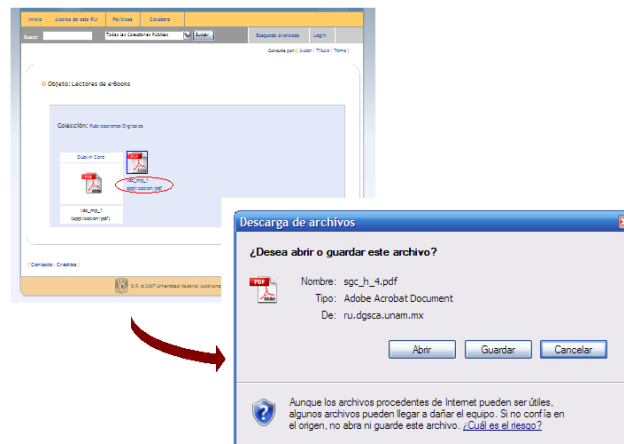 Inicio Acerca de este RU Políticas Colabora
Buscar Todas las Colecciones Públicas Buscar Búsqueda avanzada Login
Consulta por: [ Autor | Título | Tema ]
Objeto: Lectores de e-Books
Colección: Publicaciones Digitales
Dublin Core
application/pdf
(application/pdf)
[ Contacto | Créditos ]
D.R. © 2007 Universidad Nacional Autónoma
Descarga de archivos
¿Desea abrir o guardar este archivo?
Nombre: sgc_h_4.pdf
Tipo: Adobe Acrobat Document
De: ru.dgsca.unam.mx
Abrir Guardar Cancelar
Aunque los archivos procedentes de Internet pueden ser útiles,
algunos archivos pueden llegar a dañar el equipo. Si no confía en
el origen, no abra ni guarde este archivo. ¿Cuál es el riesgo?